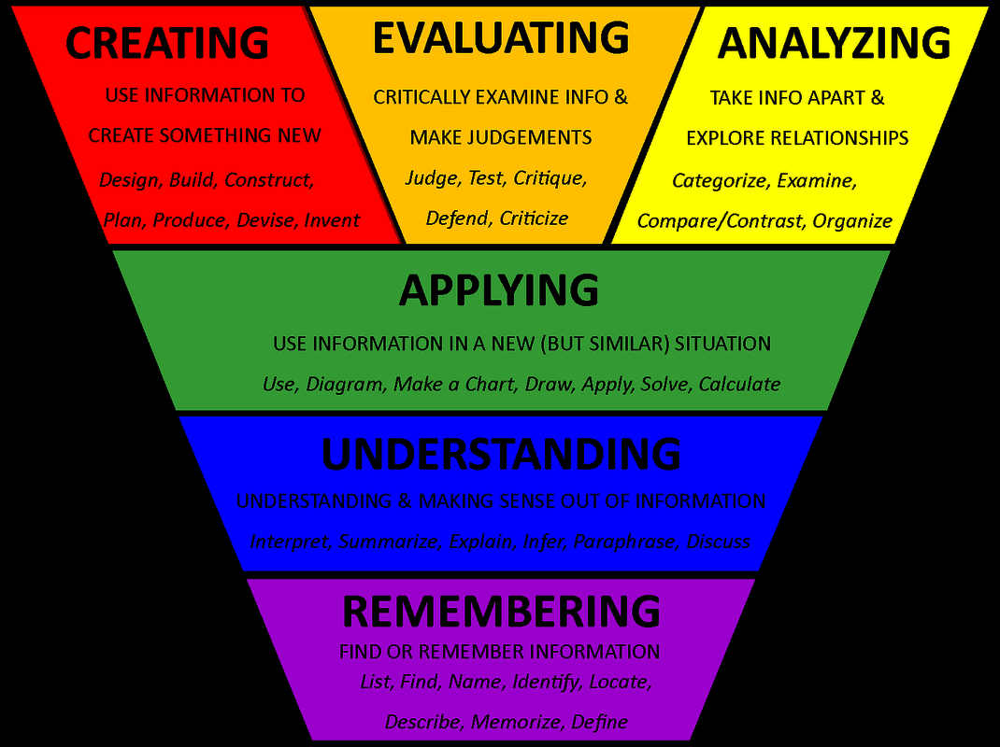 CREATING
USE INFORMATION TO
CREATE SOMETHING NEW
Design, Build, Construct,
Plan, Produce, Devise, Invent
EVALUATING
CRITICALLY EXAMINE INFO &
MAKE JUDGEMENTS
Judge, Test, Critique,
Defend, Criticize
ANALYZING
TAKE INFO APART &
EXPLORE RELATIONSHIPS
Categorize, Examine,
Compare/Contrast, Organize
APPLYING
USE INFORMATION IN A NEW (BUT SIMILAR) SITUATION
Use, Diagram, Make a Chart, Draw, Apply, Solve, Calculate
UNDERSTANDING
UNDERSTANDING & MAKING SENSE OUT OF INFORMATION
Interpret, Summarize, Explain, Infer, Paraphrase, Discuss
REMEMBERING
FIND OR REMEMBER INFORMATION
List, Find, Name, Identify, Locate,
Describe, Memorize, Define